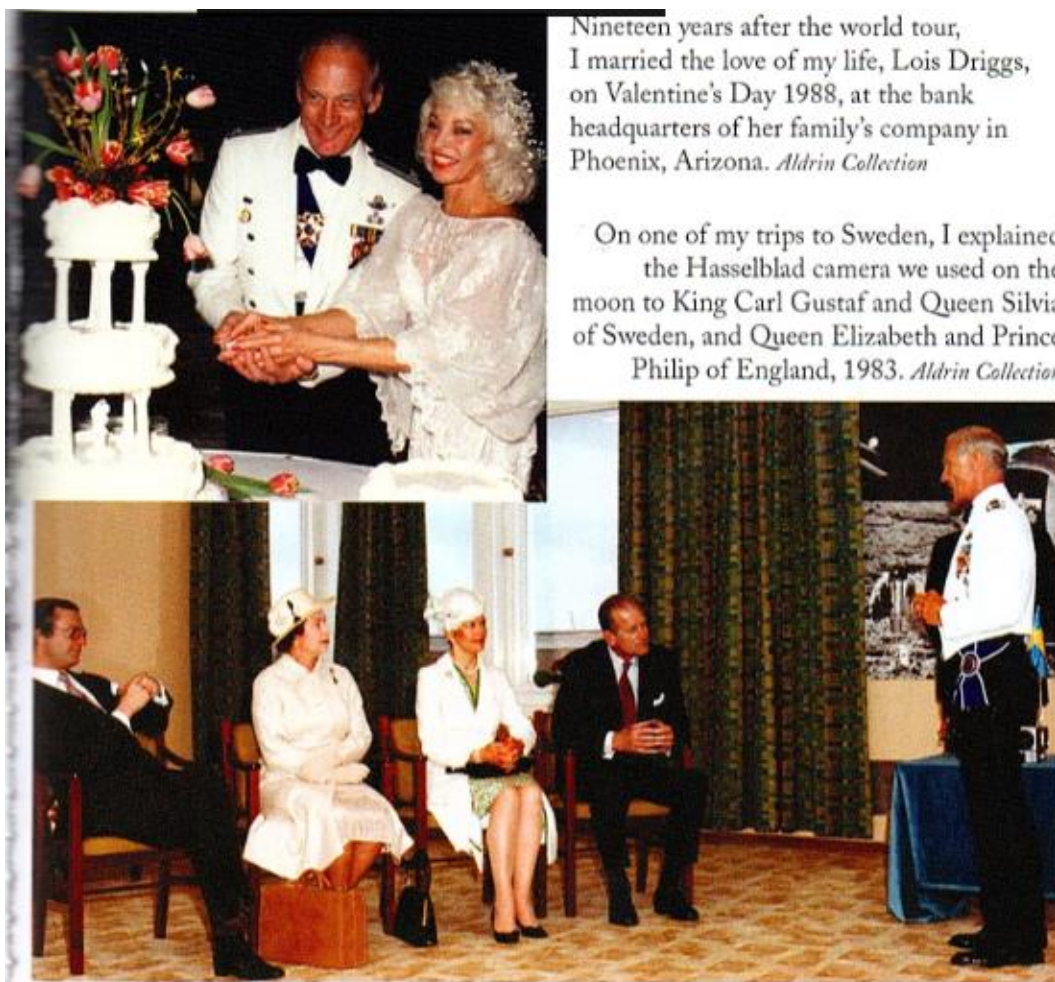 Nineteen years after the world tour,
I married the love of my life, Lois Driggs,
on Valentine's Day 1988, at the bank
headquarters of her family's company in
Phoenix, Arizona. Aldrin Collection
On one of my trips to Sweden, I explained
the Hasselblad camera we used on the
moon to King Carl Gustaf and Queen Silvia
of Sweden, and Queen Elizabeth and Prince
Philip of England, 1983. Aldrin Collection